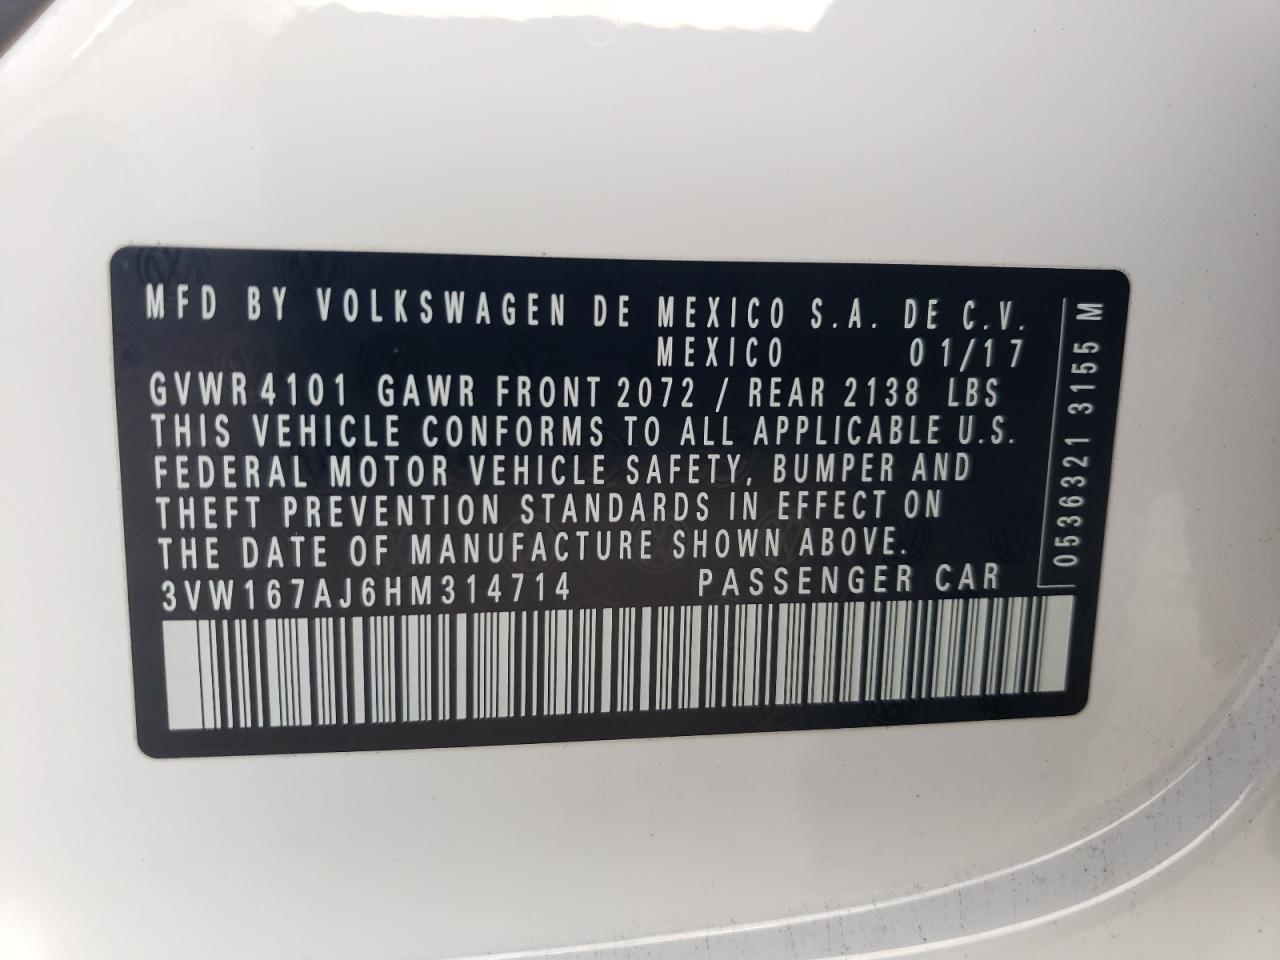 MFD BY VOLKSWAGEN DE MEXICO S.A. DE C.V.
MEXICO 01/17
GVWR 4101 GAWR FRONT 2072 / REAR 2138 LBS
THIS VEHICLE CONFORMS TO ALL APPLICABLE U.S.
FEDERAL MOTOR VEHICLE SAFETY, BUMPER AND
THEFT PREVENTION STANDARDS IN EFFECT ON
THE DATE OF MANUFACTURE SHOWN ABOVE.
3VW167AJ6HM314714 PASSENGER CAR
0536321 3155 M